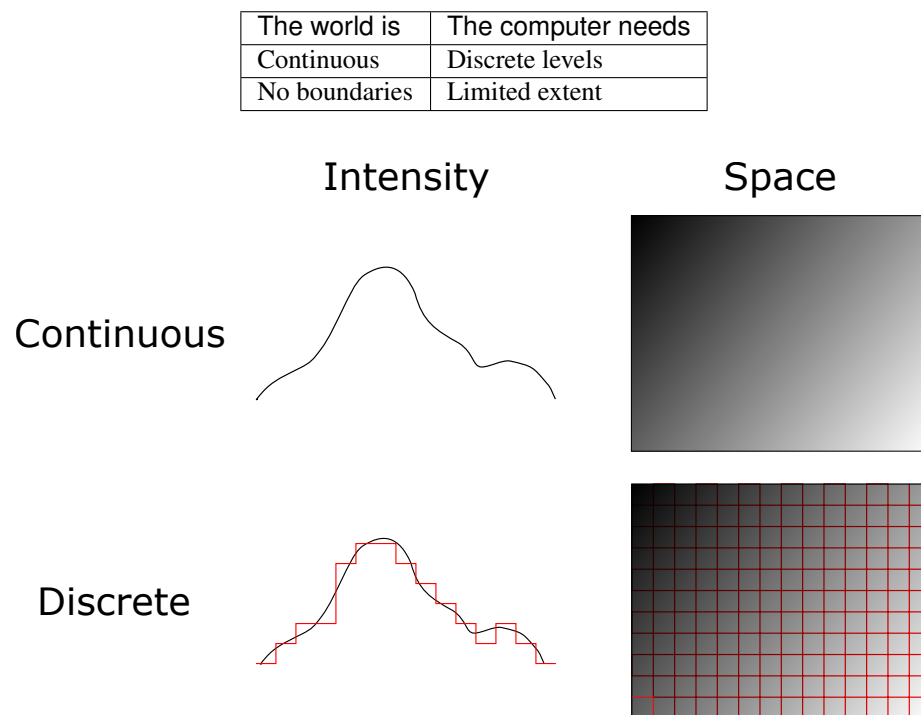 The world is The computer needs
Continuous Discrete levels
No boundaries Limited extent
Intensity Space
Continuous
Discrete